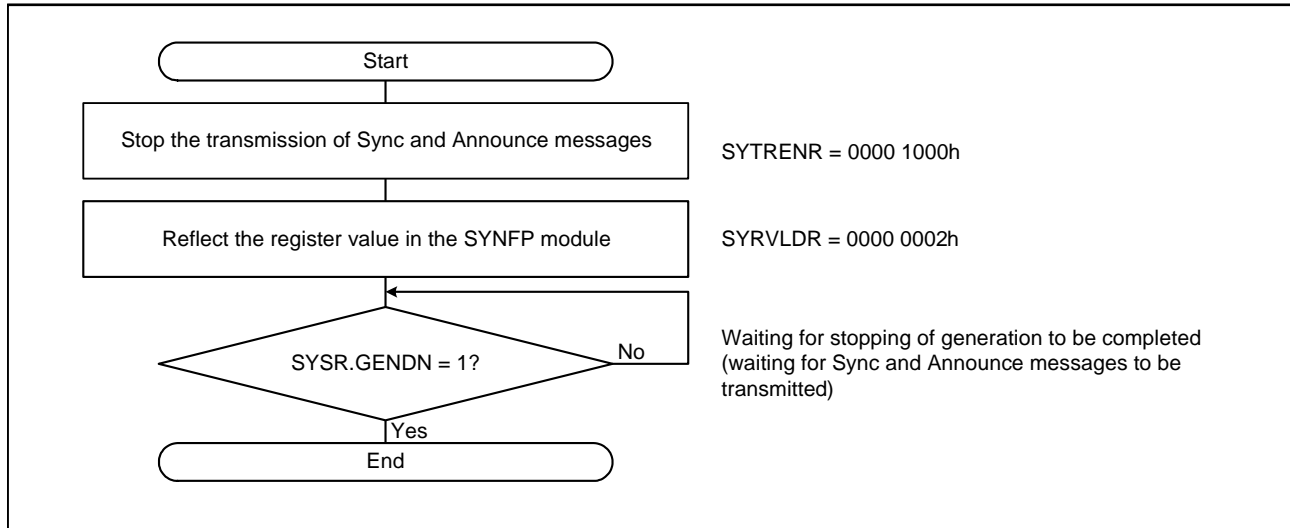 Start
Stop the transmission of Sync and Announce messages
SYTRENR = 0000 1000h
Reflect the register value in the SYNFP module
SYRVLDR = 0000 0002h
SYSR.GENDN = 1?
No
Waiting for stopping of generation to be completed
(waiting for Sync and Announce messages to be
transmitted)
Yes
End